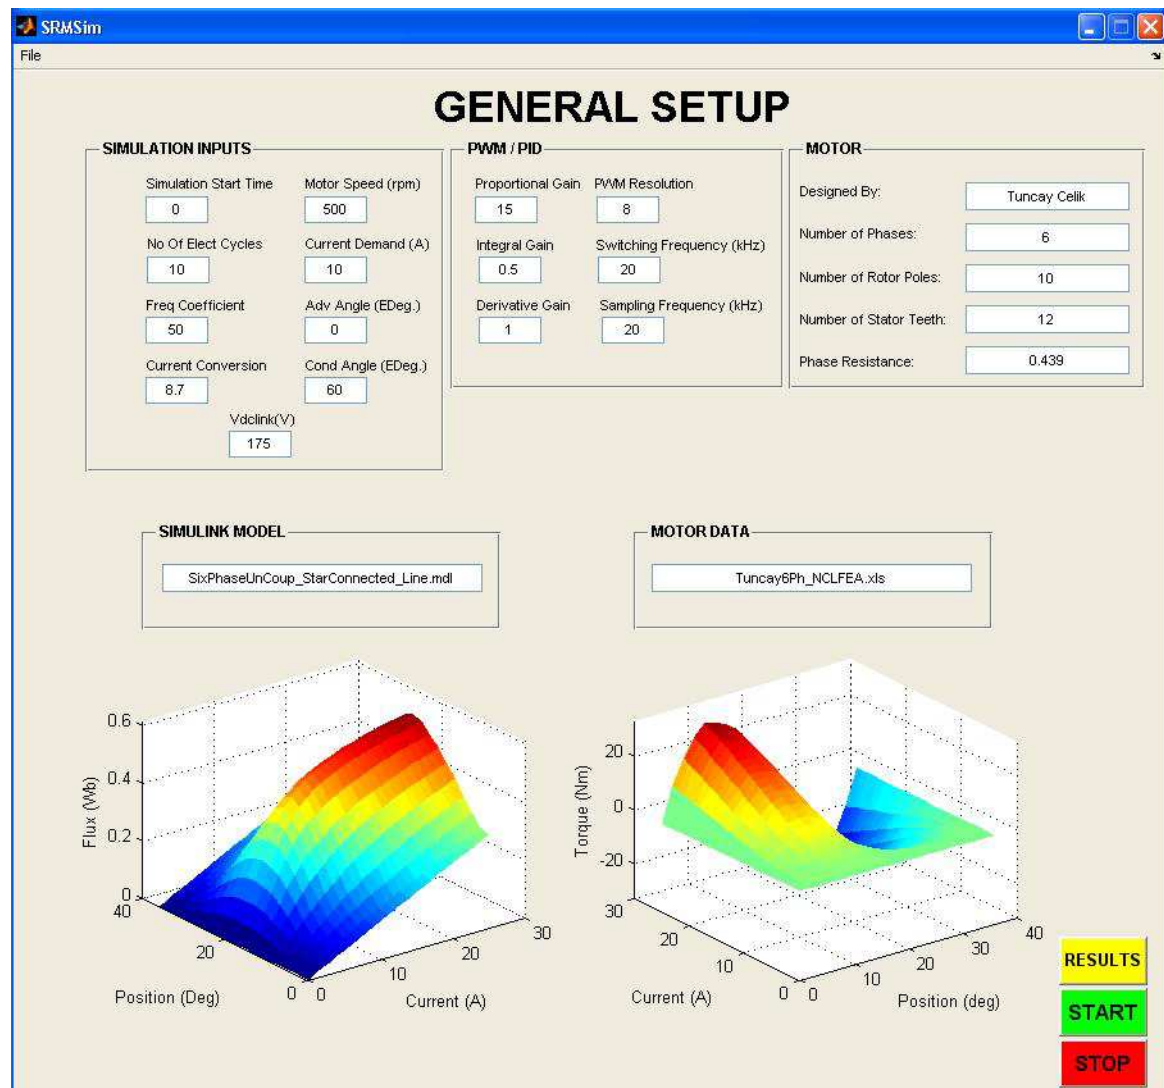 SRMSim
File
GENERAL SETUP
SIMULATION INPUTS
Simulation Start Time
0
Motor Speed (rpm)
500
No Of Elect Cycles
10
Current Demand (A)
10
Freq Coefficient
50
Adv Angle (EDeg.)
0
Current Conversion
8.7
Cond Angle (EDeg.)
60
Vdclink(V)
175
PWM / PID
Proportional Gain
15
PWM Resolution
8
Integral Gain
0.5
Switching Frequency (kHz)
20
Derivative Gain
1
Sampling Frequency (kHz)
20
MOTOR
Designed By:
Tuncay Celik
Number of Phases:
6
Number of Rotor Poles:
10
Number of Stator Teeth:
12
Phase Resistance:
0.439
SIMULINK MODEL
SixPhaseUnCoup_StarConnected_Line.mdl
MOTOR DATA
Tuncay6Ph_NCLFEA.xls
Flux (Wb)
0.6
0.4
0.2
0
40
20
0
Position (Deg)
0
10
20
30
Current (A)
Torque (Nm)
20
0
-20
30
20
10
0
Current (A)
0
10
20
30
40
Position (deg)
RESULTS
START
STOP